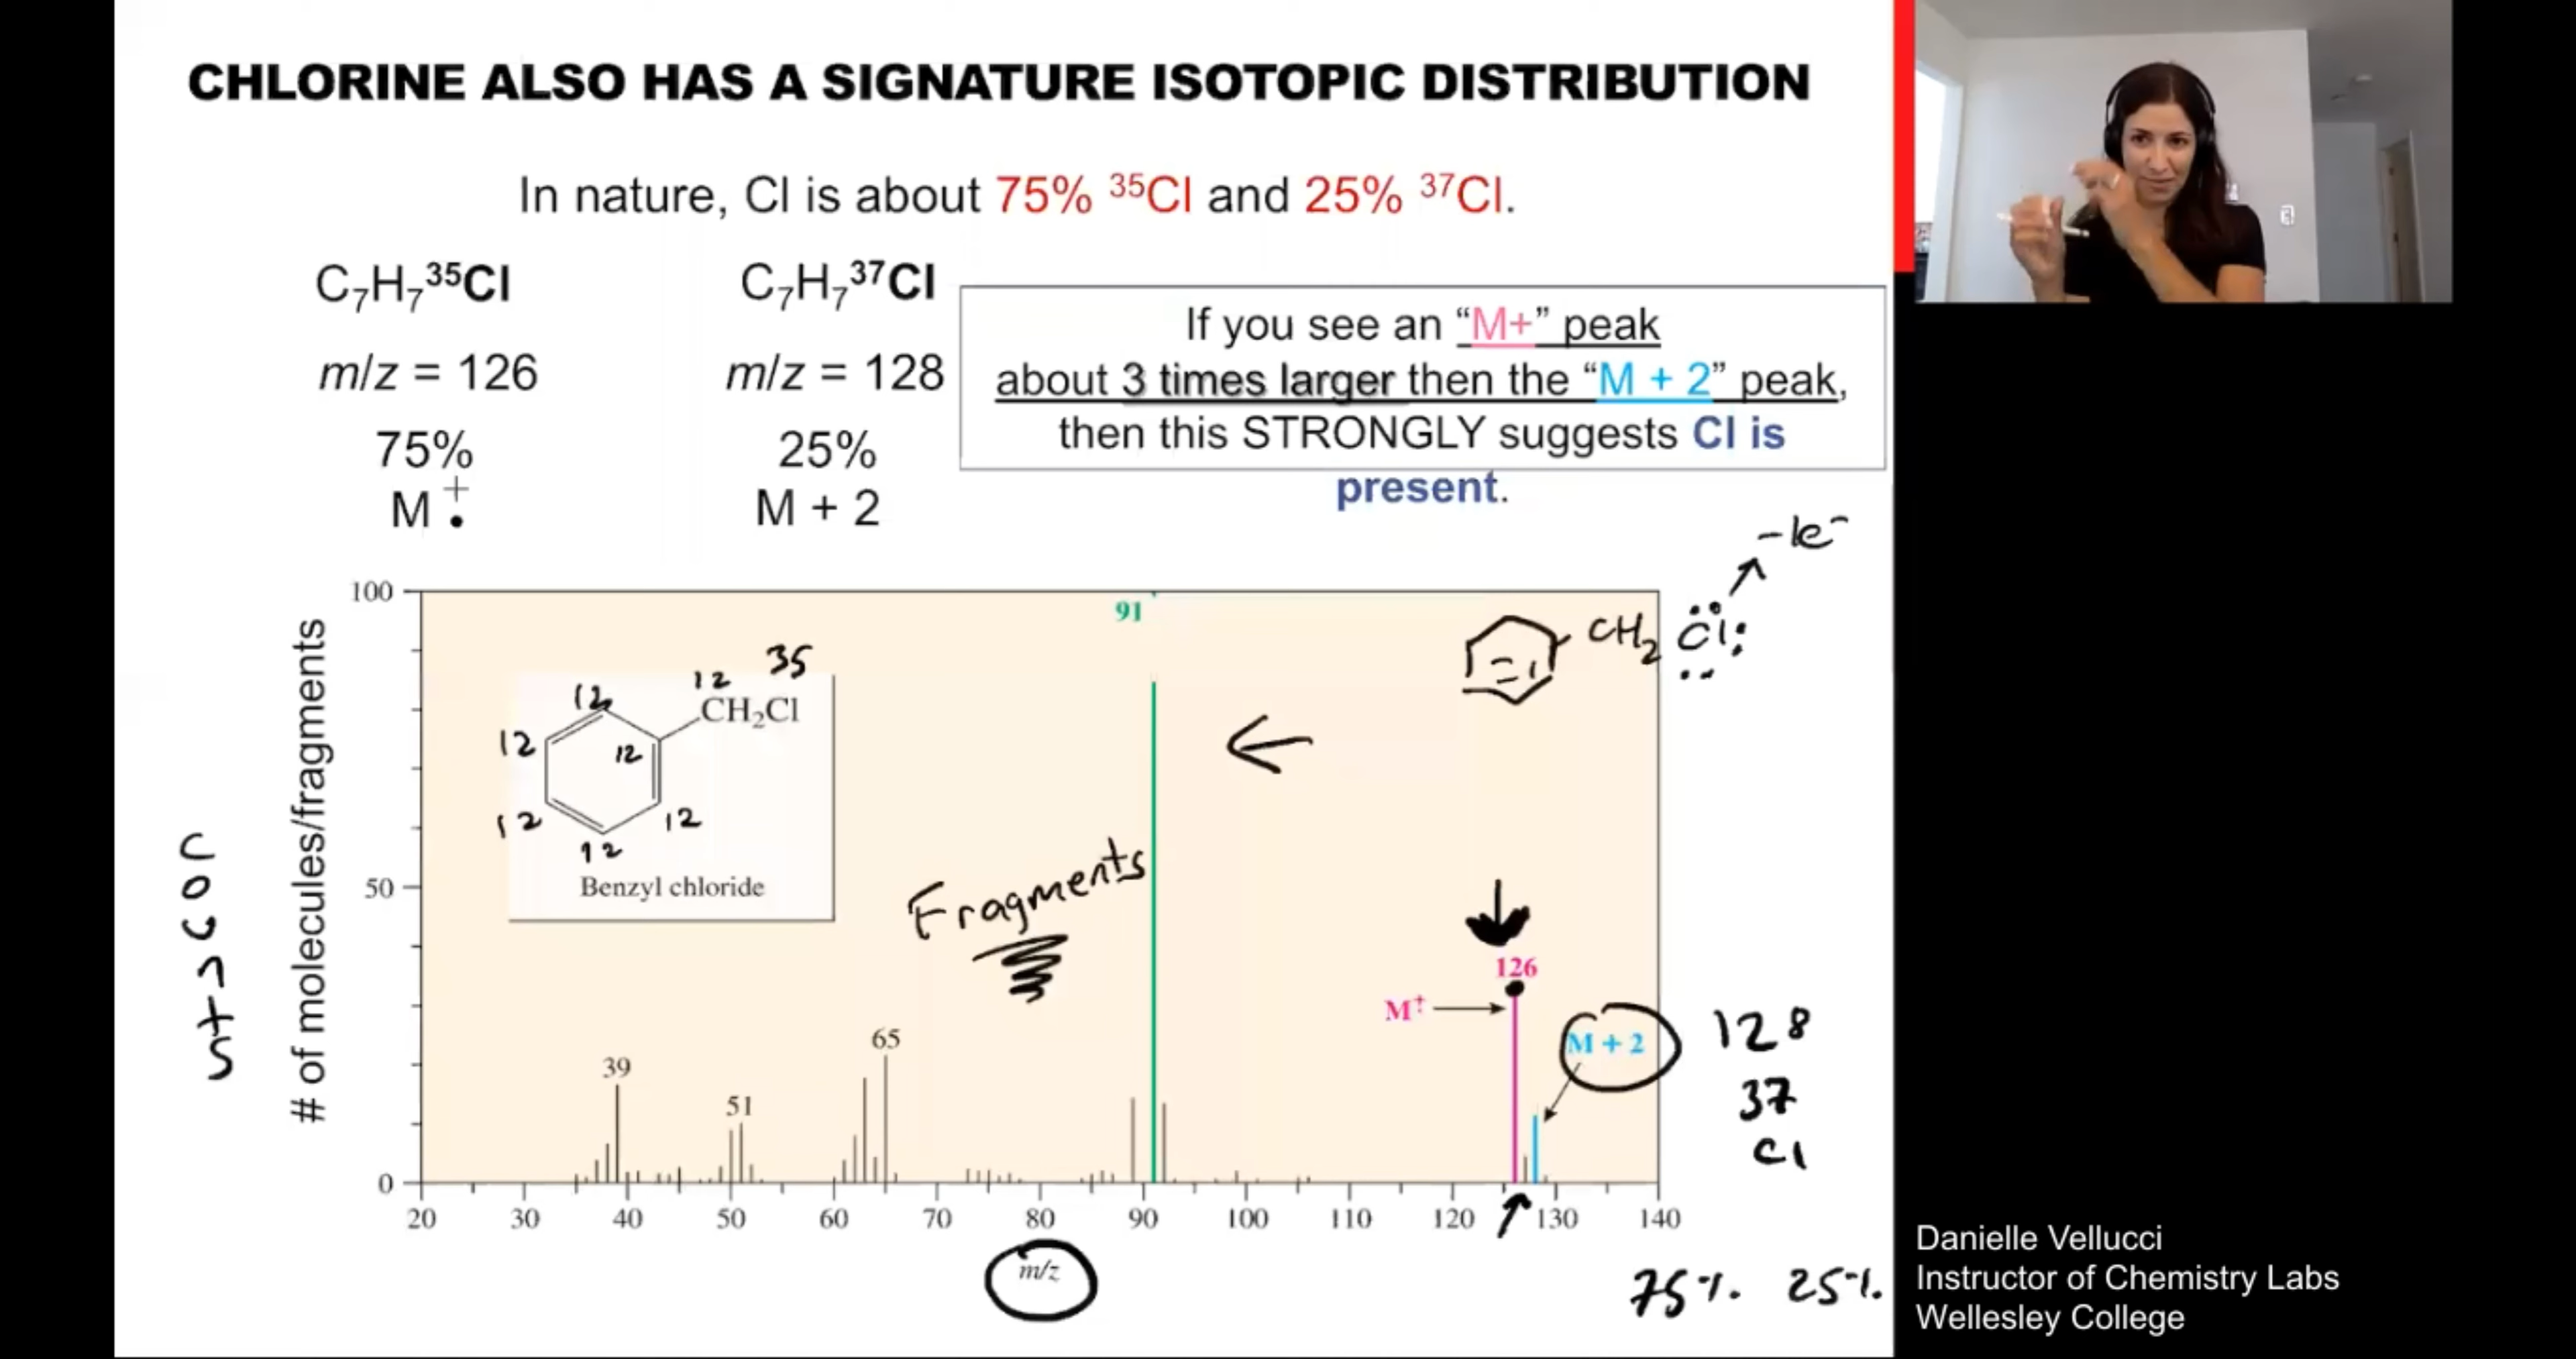 CHLORINE ALSO HAS A SIGNATURE ISOTOPIC DISTRIBUTION
In nature, Cl is about 75% ³⁵Cl and 25% ³⁷Cl.
C₇H₇³⁵Cl
C₇H₇³⁷Cl
m/z = 126
m/z = 128
75%
25%
M +•
M + 2
If you see an “M+” peak
about 3 times larger then the “M + 2” peak,
then this STRONGLY suggests Cl is
present.
-1e⁻
CH₂ Cl
100
50
0
# of molecules/fragments
counts
91
35
12
CH₂Cl
12
12
12
12
12
12
Benzyl chloride
Fragments
126
M+•
M + 2
128
37
Cl
39
51
65
20 30 40 50 60 70 80 90 100 110 120 130 140
m/z
75% 25%
Danielle Vellucci
Instructor of Chemistry Labs
Wellesley College